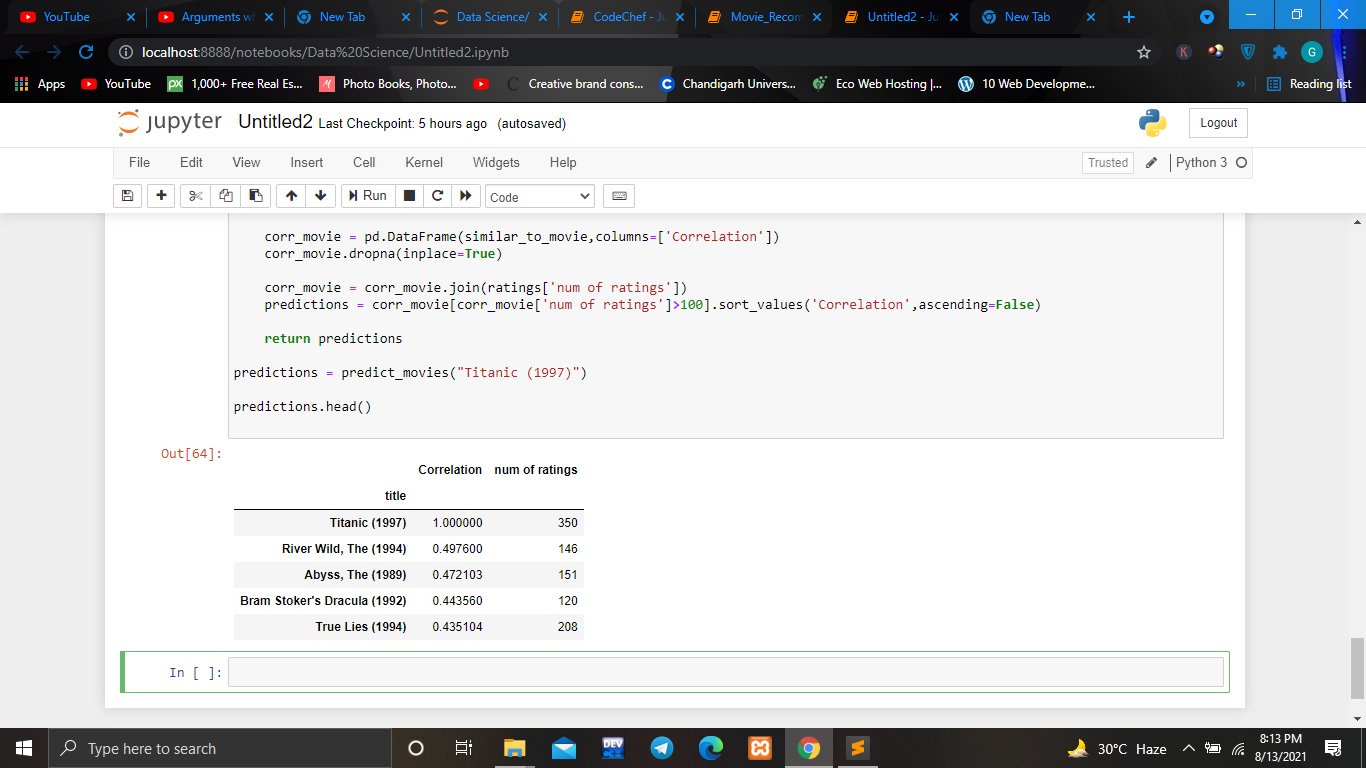 YouTube
Arguments w
New Tab
Data Science/
CodeChef - Ju
Movie_Recom
Untitled2 - Ju
New Tab
localhost:8888/notebooks/Data%20Science/Untitled2.ipynb
K
G
Apps
YouTube
px
1,000+ Free Real Es...
Photo Books, Photo...
Creative brand cons...
Chandigarh Univers...
Eco Web Hosting |...
10 Web Developme...
»
Reading list
jupyter Untitled2 Last Checkpoint: 5 hours ago (autosaved)
Logout
File Edit View Insert Cell Kernel Widgets Help
Trusted
Python 3
Run
Code
corr_movie = pd.DataFrame(similar_to_movie,columns=['Correlation'])
corr_movie.dropna(inplace=True)
corr_movie = corr_movie.join(ratings['num of ratings'])
predictions = corr_movie[corr_movie['num of ratings']>100].sort_values('Correlation',ascending=False)
return predictions
predictions = predict_movies("Titanic (1997)")
predictions.head()
Out[64]:
Correlation num of ratings
title
Titanic (1997) 1.000000 350
River Wild, The (1994) 0.497600 146
Abyss, The (1989) 0.472103 151
Bram Stoker's Dracula (1992) 0.443560 120
True Lies (1994) 0.435104 208
In [ ]:
Type here to search
DEV
30°C Haze
8:13 PM
8/13/2021